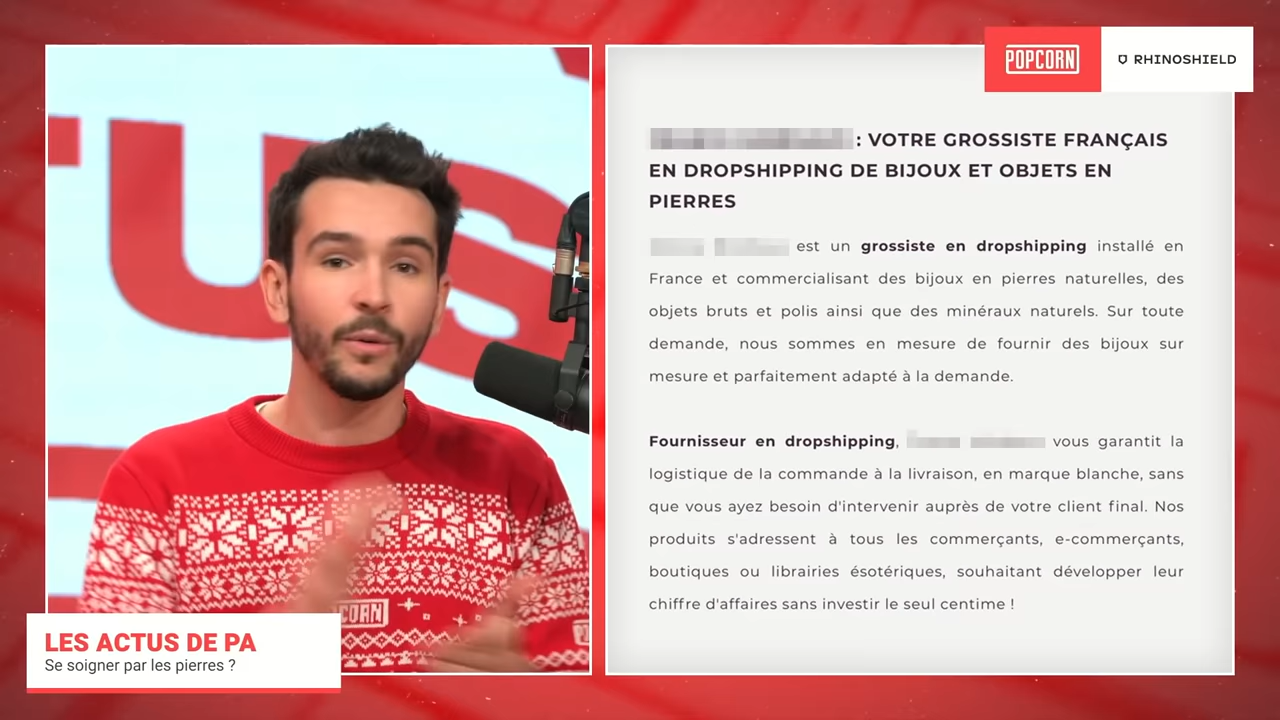 POPCORN
RHINOSHIELD
: VOTRE GROSSISTE FRANÇAIS
EN DROPSHIPPING DE BIJOUX ET OBJETS EN
PIERRES
est un grossiste en dropshipping installé en
France et commercialisant des bijoux en pierres naturelles, des
objets bruts et polis ainsi que des minéraux naturels. Sur toute
demande, nous sommes en mesure de fournir des bijoux sur
mesure et parfaitement adapté à la demande.
Fournisseur en dropshipping, vous garantit la
logistique de la commande à la livraison, en marque blanche, sans
que vous ayez besoin d'intervenir auprès de votre client final. Nos
produits s'adressent à tous les commerçants, e-commerçants,
boutiques ou librairies ésotériques, souhaitant développer leur
chiffre d'affaires sans investir le seul centime !
CORN
LES ACTUS DE PA
Se soigner par les pierres ?